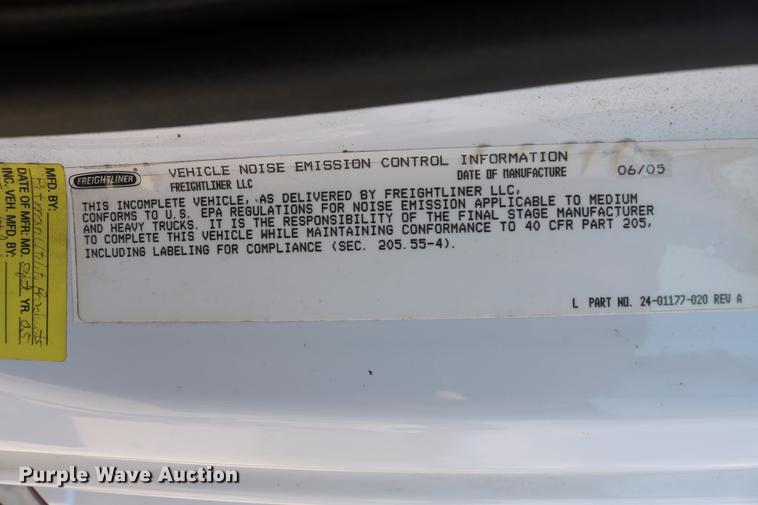 FREIGHTLINER
VEHICLE NOISE EMISSION CONTROL INFORMATION
FREIGHTLINER LLC DATE OF MANUFACTURE 06/05
THIS INCOMPLETE VEHICLE, AS DELIVERED BY FREIGHTLINER LLC,
CONFORMS TO U.S. EPA REGULATIONS FOR NOISE EMISSION APPLICABLE TO MEDIUM
AND HEAVY TRUCKS. IT IS THE RESPONSIBILITY OF THE FINAL STAGE MANUFACTURER
TO COMPLETE THIS VEHICLE WHILE MAINTAINING CONFORMANCE TO 40 CFR PART 205,
INCLUDING LABELING FOR COMPLIANCE (SEC. 205.55-4).
L PART NO. 24-01177-020 REV A
MFD. BY:
DATE OF MFR: MO. Sept YR. 05
INC. VEH. MFD. BY:
Purple Wave Auction